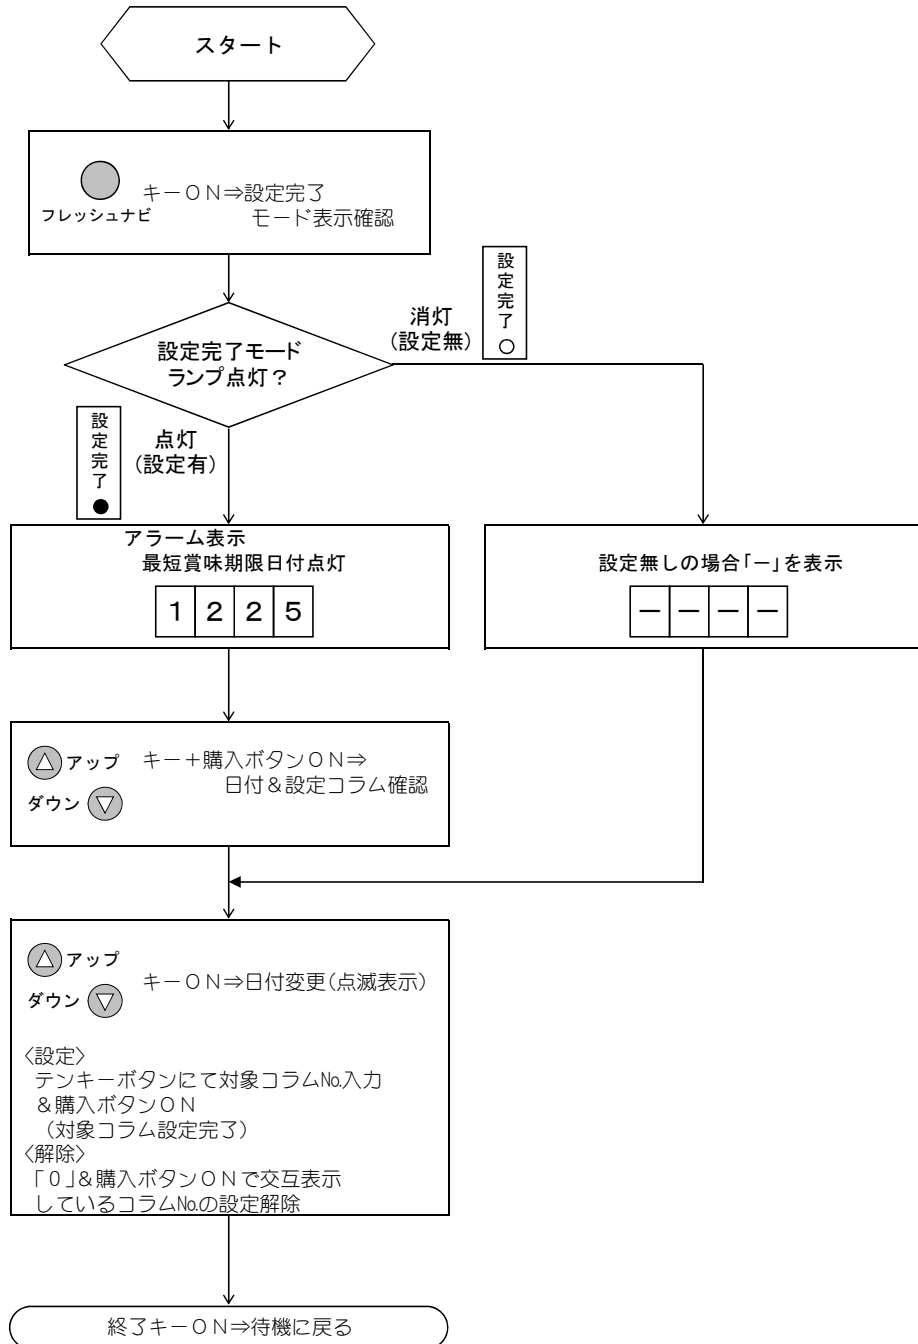 スタート
キーON⇒設定完了
フレッシュナビ
モード表示確認
設定完了
消灯
(設定無)
設定完了モード
ランプ点灯?
設定完了
点灯
(設定有)
アラーム表示
最短賞味期限日付点灯
1225
設定無しの場合「-」を表示
----
アップ
キー+購入ボタンON⇒
日付&設定コラム確認
ダウン
アップ
キーON⇒日付変更(点滅表示)
ダウン
〈設定〉
テンキーボタンにて対象コラム№入力
&購入ボタンON
(対象コラム設定完了)
〈解除〉
「0」&購入ボタンONで交互表示
しているコラム№の設定解除
終了キーON⇒待機に戻る